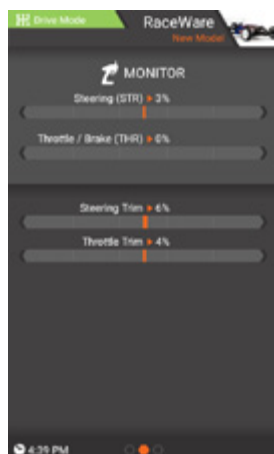 Drive Mode
RaceWare
New Model
MONITOR
Steering (STR) ▸ 3%
Throttle / Brake (THR) ▸ 0%
Steering Trim ▸ 6%
Throttle Trim ▸ 4%
4:39 PM